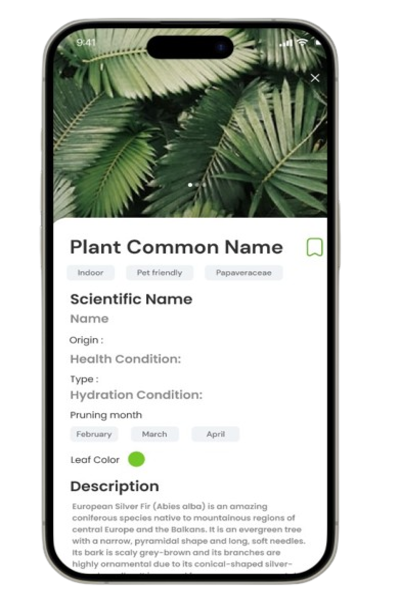 9:41
Plant Common Name
Indoor Pet friendly Papaveraceae
Scientific Name
Name
Origin :
Health Condition:
Type :
Hydration Condition:
Pruning month
February March April
Leaf Color
Description
European Silver Fir (Abies alba) is an amazing
coniferous species native to mountainous regions of
central Europe and the Balkans. It is an evergreen tree
with a narrow, pyramidal shape and long, soft needles.
Its bark is scaly grey-brown and its branches are
highly ornamental due to its conical-shaped silver-